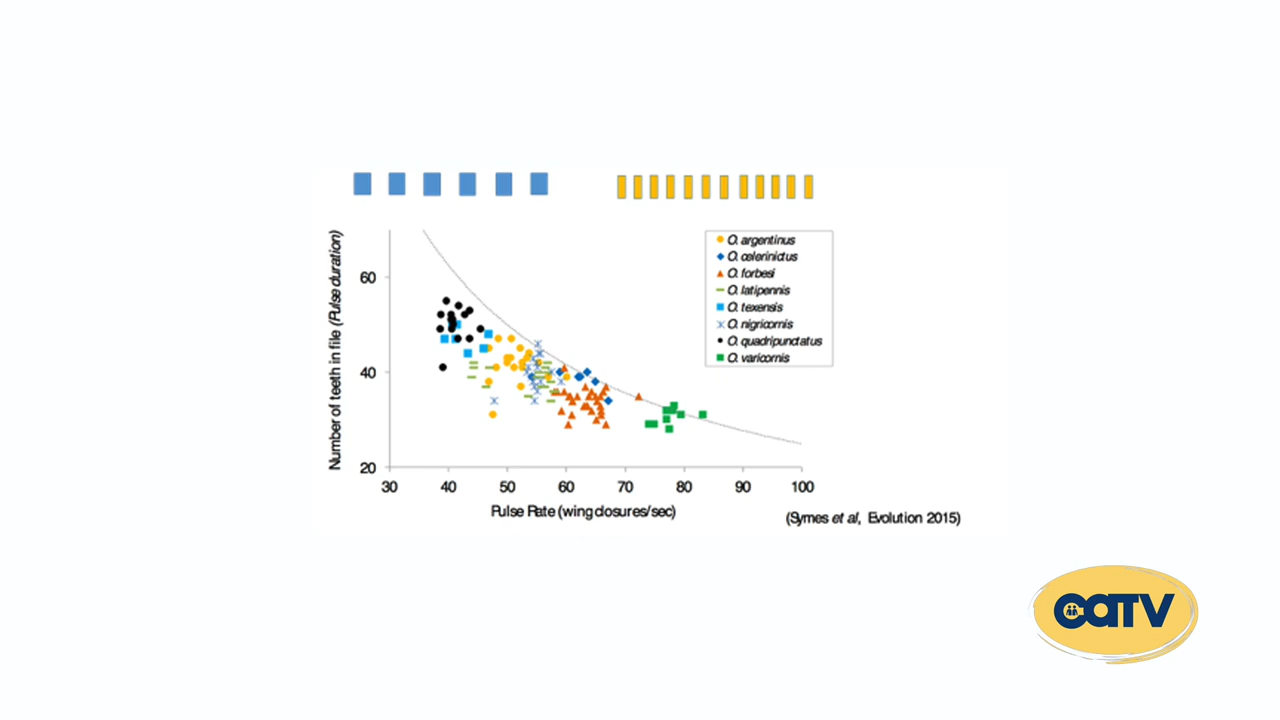 Number of teeth in file (Pulse duration)
60
40
20
30 40 50 60 70 80 90 100
Pulse Rate (wing closures/sec)
O. argentinus
O. celerinictus
O. forbesi
O. latipennis
O. texensis
O. nigricornis
O. quadripunctatus
O. varicornis
(Symes et al, Evolution 2015)
CATV